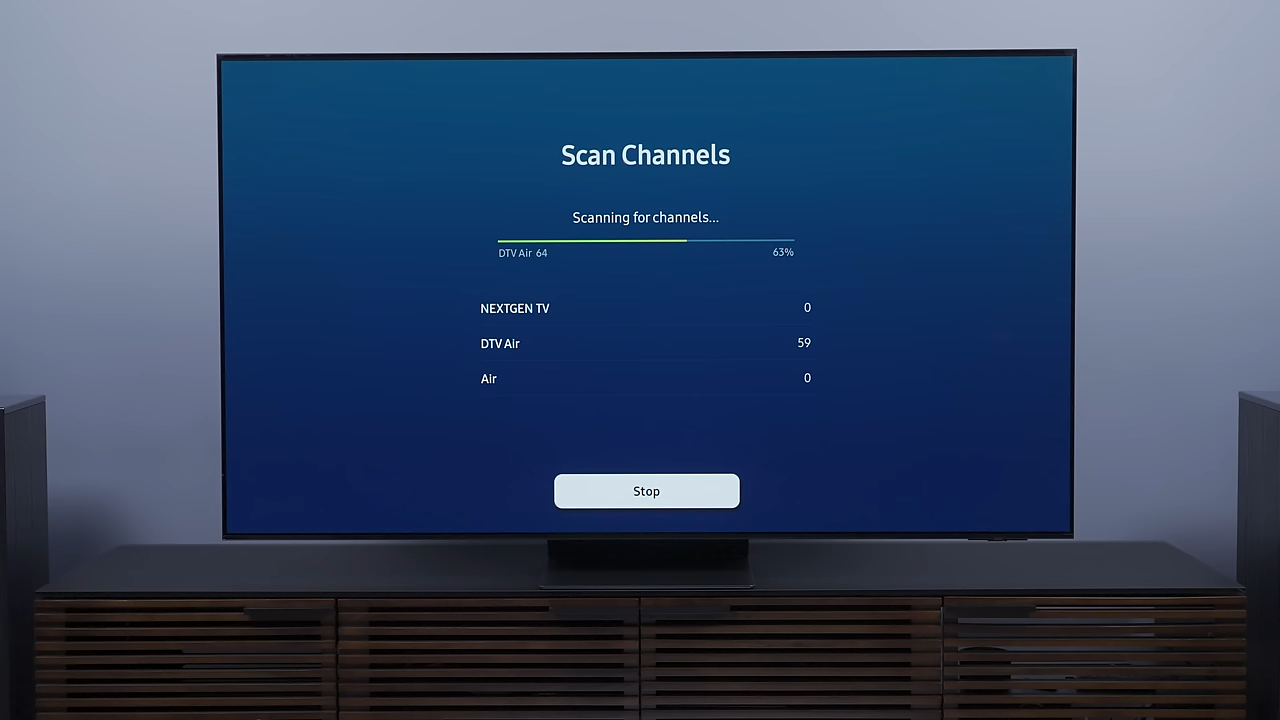 Scan Channels
Scanning for channels...
DTV Air 64 63%
NEXTGEN TV 0
DTV Air 59
Air 0
Stop